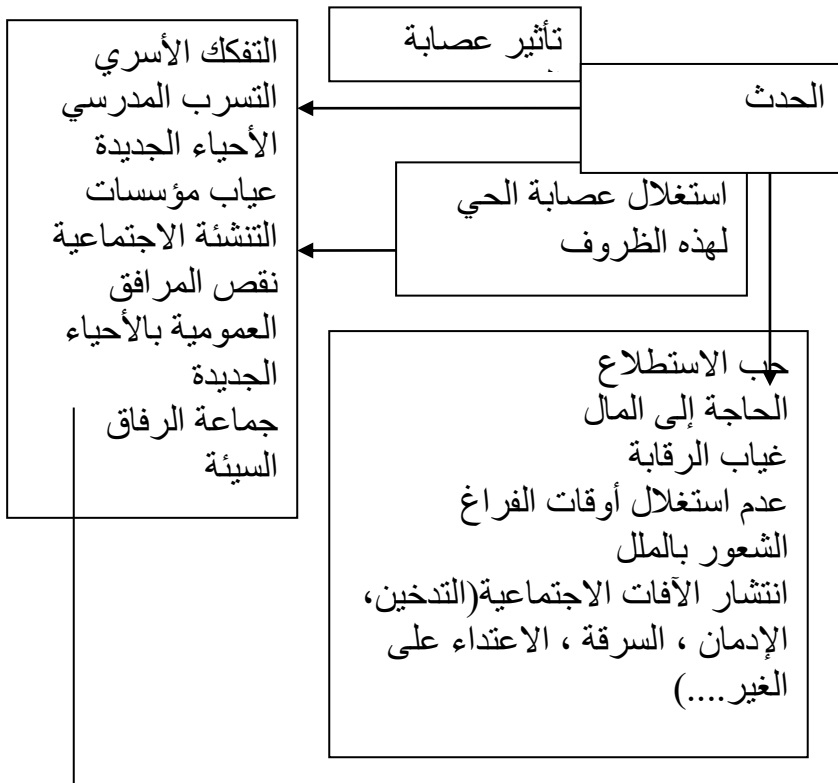 تأثير عصابة
الحدث
التفكك الأسري
التسرب المدرسي
الأحياء الجديدة
عياب مؤسسات
التنشئة الاجتماعية
نقص المرافق
العمومية بالأحياء
الجديدة
جماعة الرفاق
السيئة
استغلال عصابة الحي
لهذه الظروف
حب الاستطلاع
الحاجة إلى المال
غياب الرقابة
عدم استغلال أوقات الفراغ
الشعور بالملل
انتشار الآفات الاجتماعية(التدخين،
الإدمان ، السرقة ، الاعتداء على
الغير....)